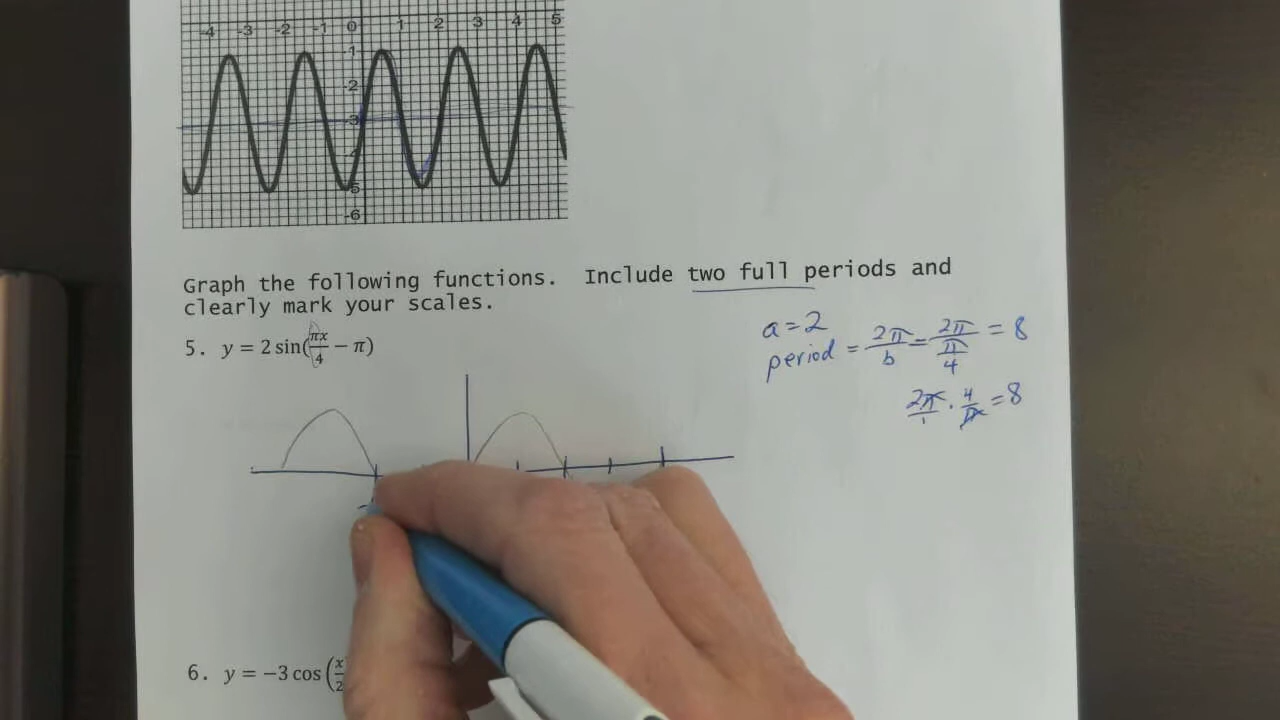 -4 -3 -2 -1 0 1 2 3 4 5
-1
-2
-3
-4
-5
-6
Graph the following functions. Include two full periods and
clearly mark your scales.
5. y = 2 sin(πx/4 − π)
a = 2
period = 2π/b = 2π/(π/4) = 8
2π/1 · 4/π = 8
6. y = −3 cos(x/2